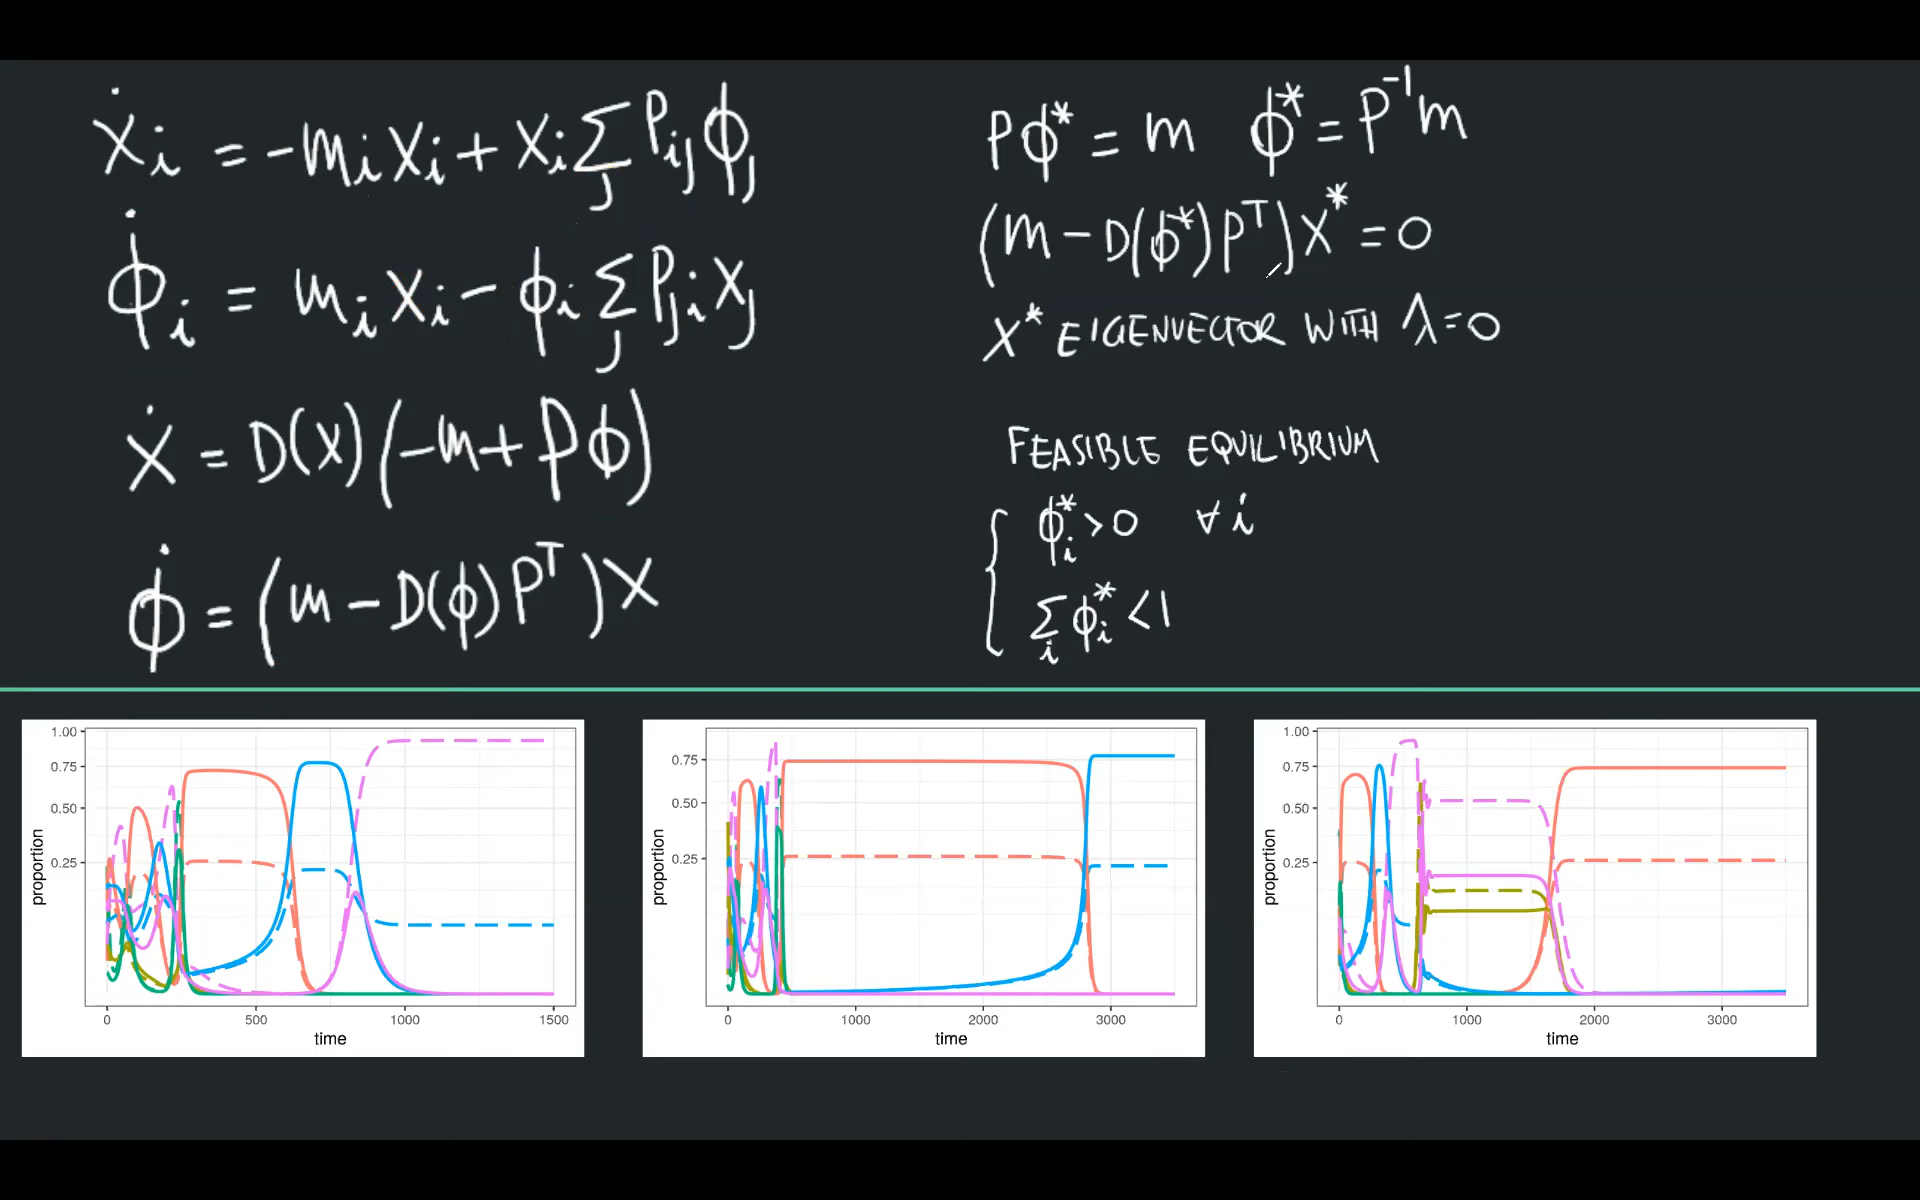 ẋᵢ = -mᵢxᵢ + xᵢ Σⱼ Pᵢⱼ ϕⱼ
ϕ̇ᵢ = mᵢxᵢ - ϕᵢ Σⱼ Pⱼᵢ xⱼ
ẋ = D(x)(-m + Pϕ)
ϕ̇ = (m - D(ϕ)Pᵀ)x
Pϕ* = m ϕ* = P⁻¹m
(m - D(ϕ*)Pᵀ)x* = 0
x* EIGENVECTOR WITH λ=0
FEASIBLE EQUILIBRIUM
{ ϕᵢ* > 0 ∀i
Σᵢ ϕᵢ* < 1
1.00
0.75
0.50
0.25
proportion
0 500 1000 1500
time
0.75
0.50
0.25
proportion
0 1000 2000 3000
time
1.00
0.75
0.50
0.25
proportion
0 1000 2000 3000
time